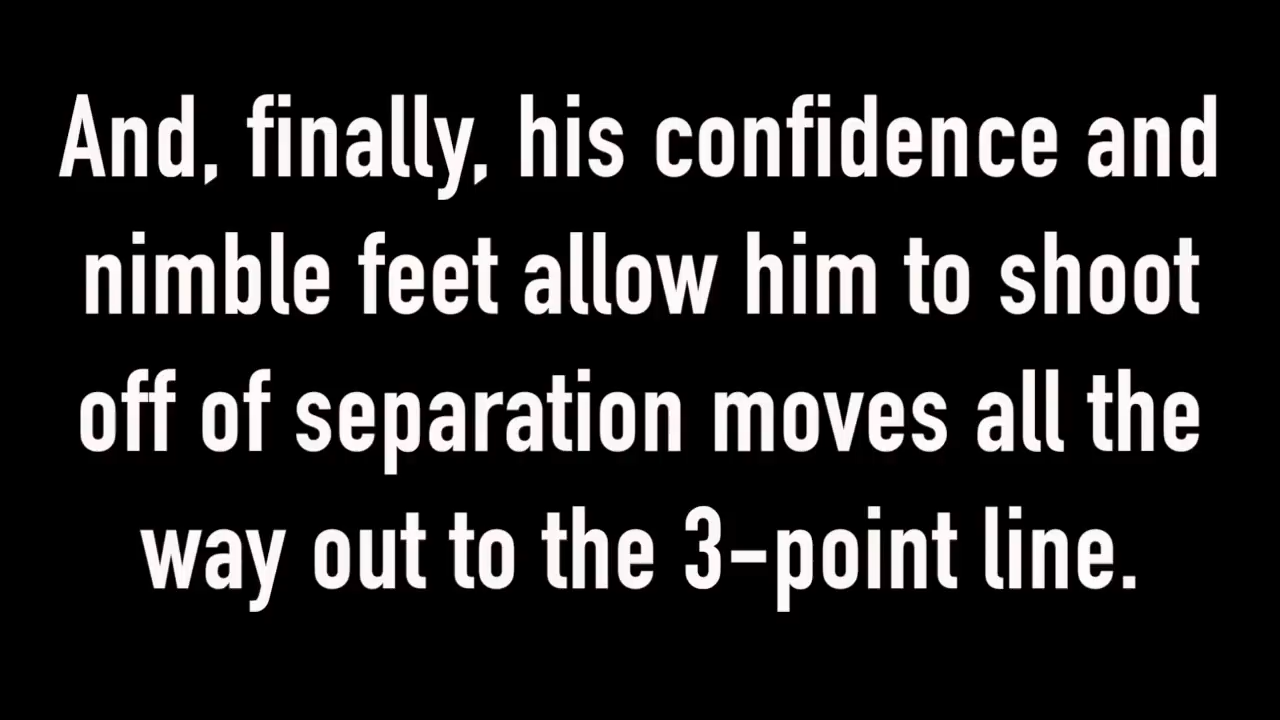 And, finally, his confidence and
nimble feet allow him to shoot
off of separation moves all the
way out to the 3-point line.